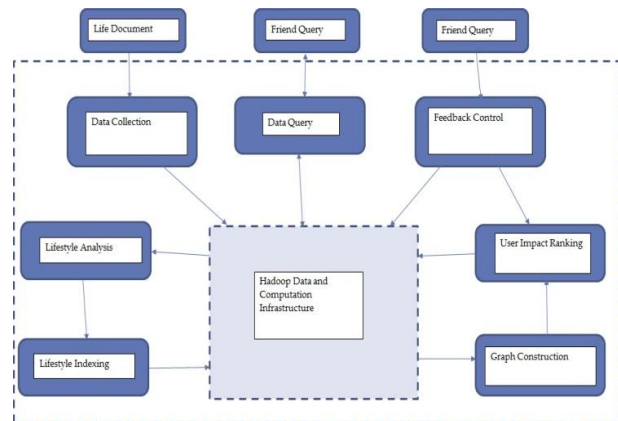 Life Document
Friend Query
Friend Query
Data Collection
Data Query
Feedback Control
Lifestyle Analysis
Hadoop Data and
Computation
Infrastructure
User Impact Ranking
Lifestyle Indexing
Graph Construction